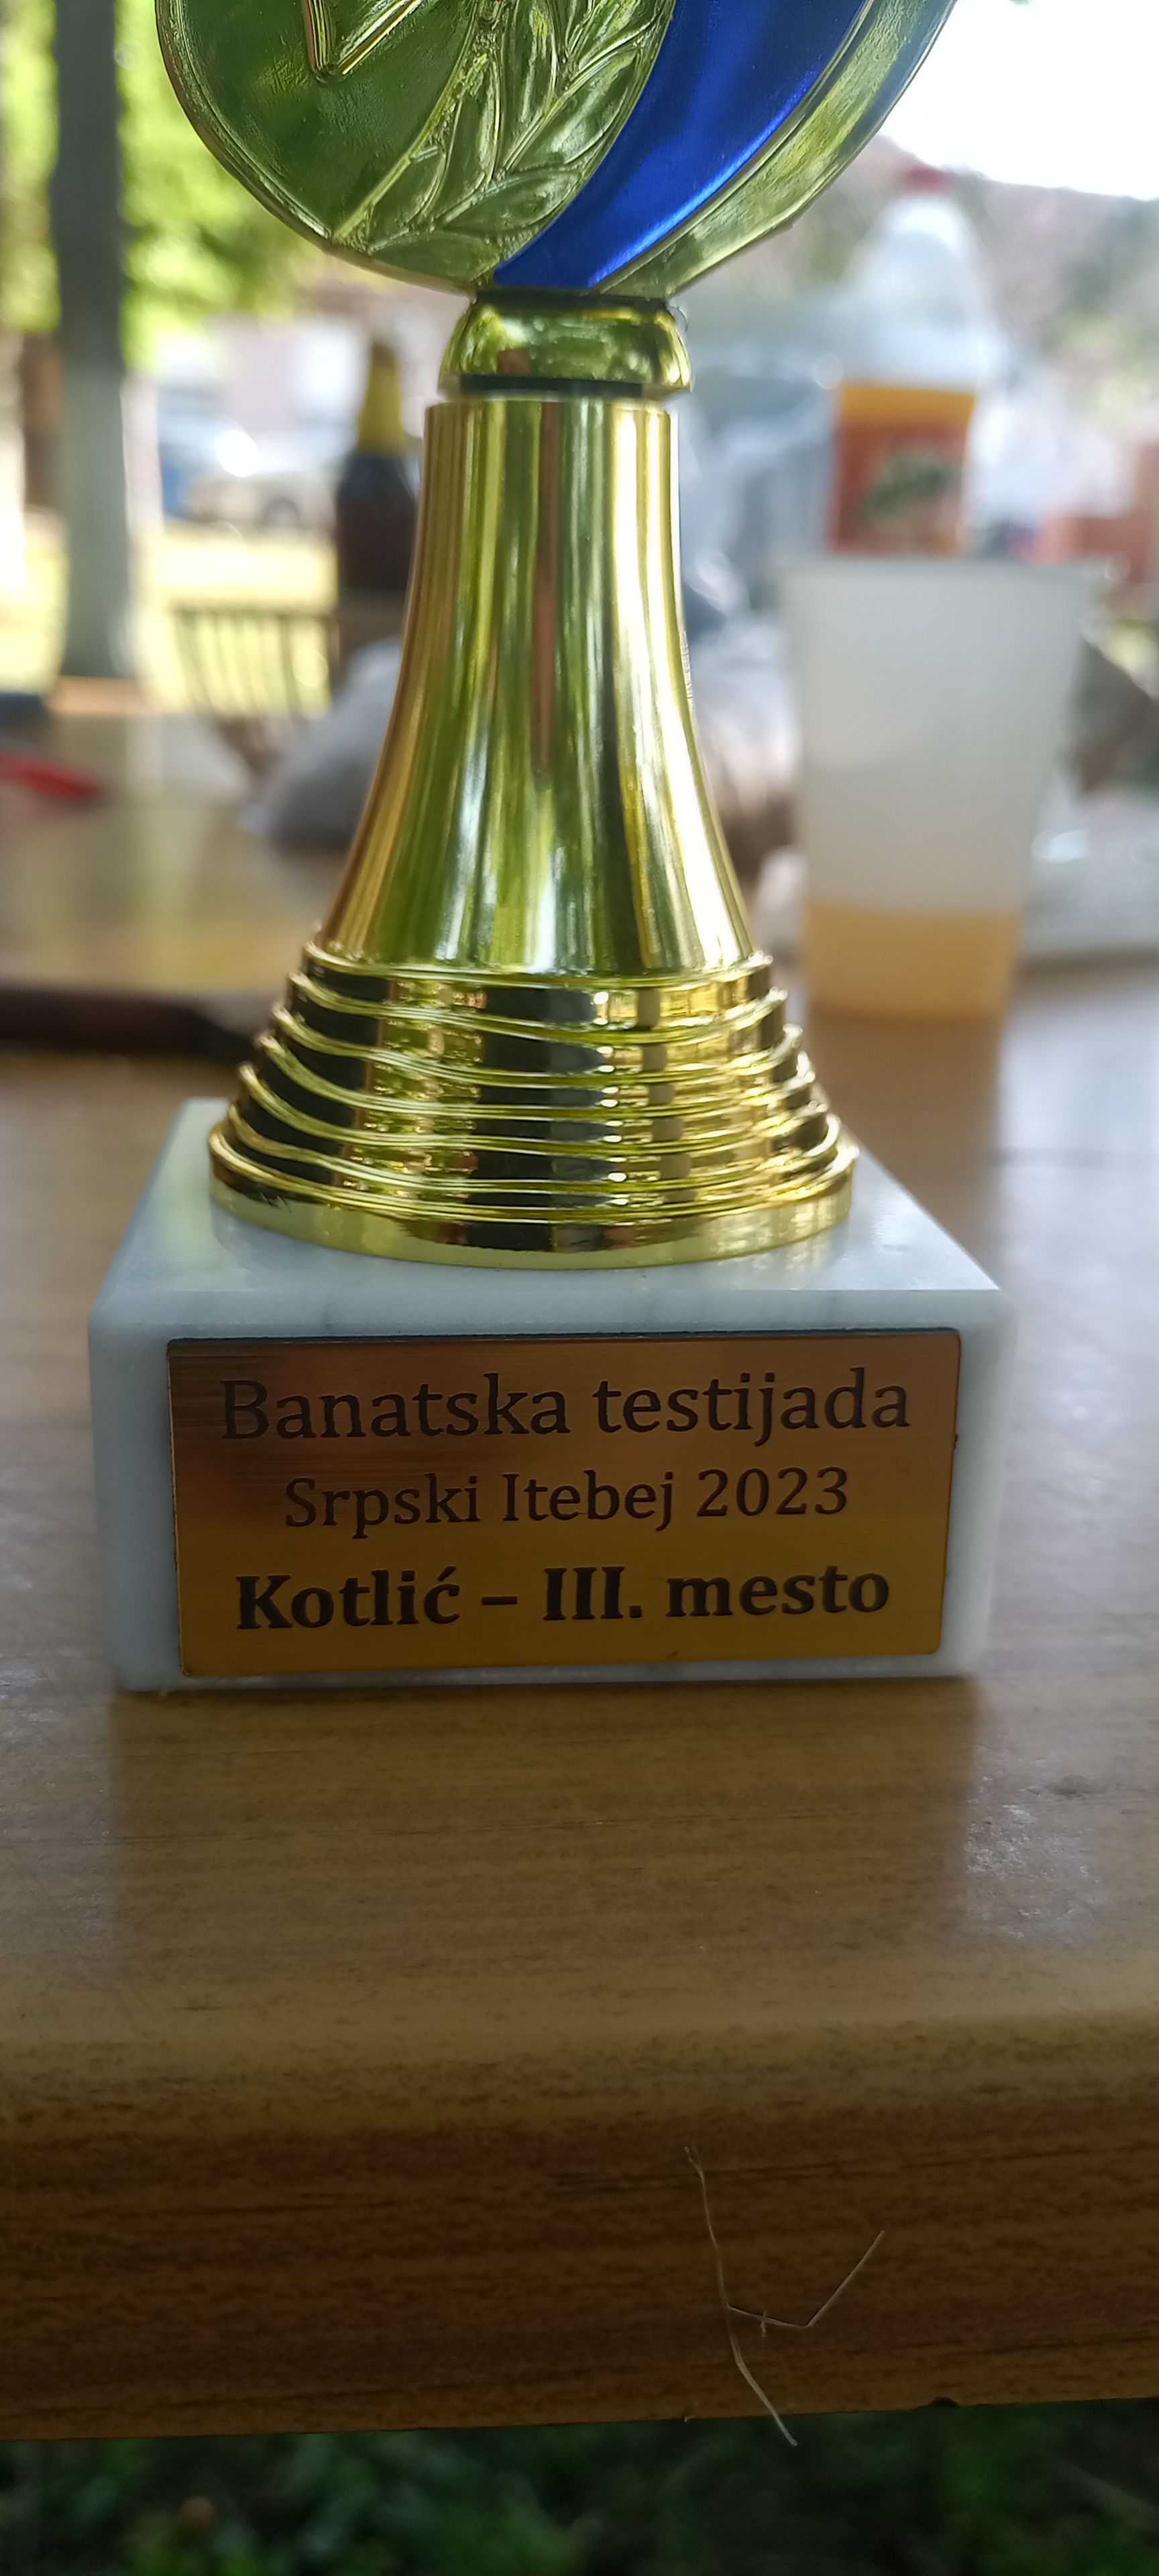 Banatska testijada
Srpski Itebej 2023
Kotlić – III. mesto